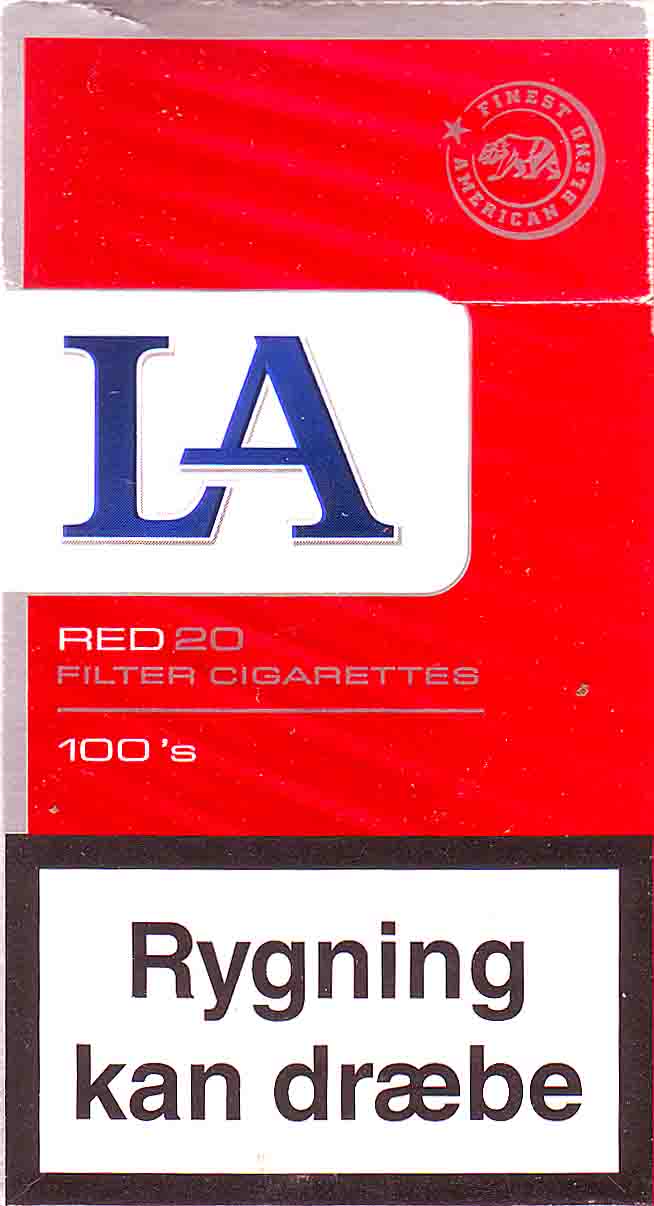 FINEST
AMERICAN BLEND
LA
RED 20
FILTER CIGARETTES
100's
Rygning
kan dræbe